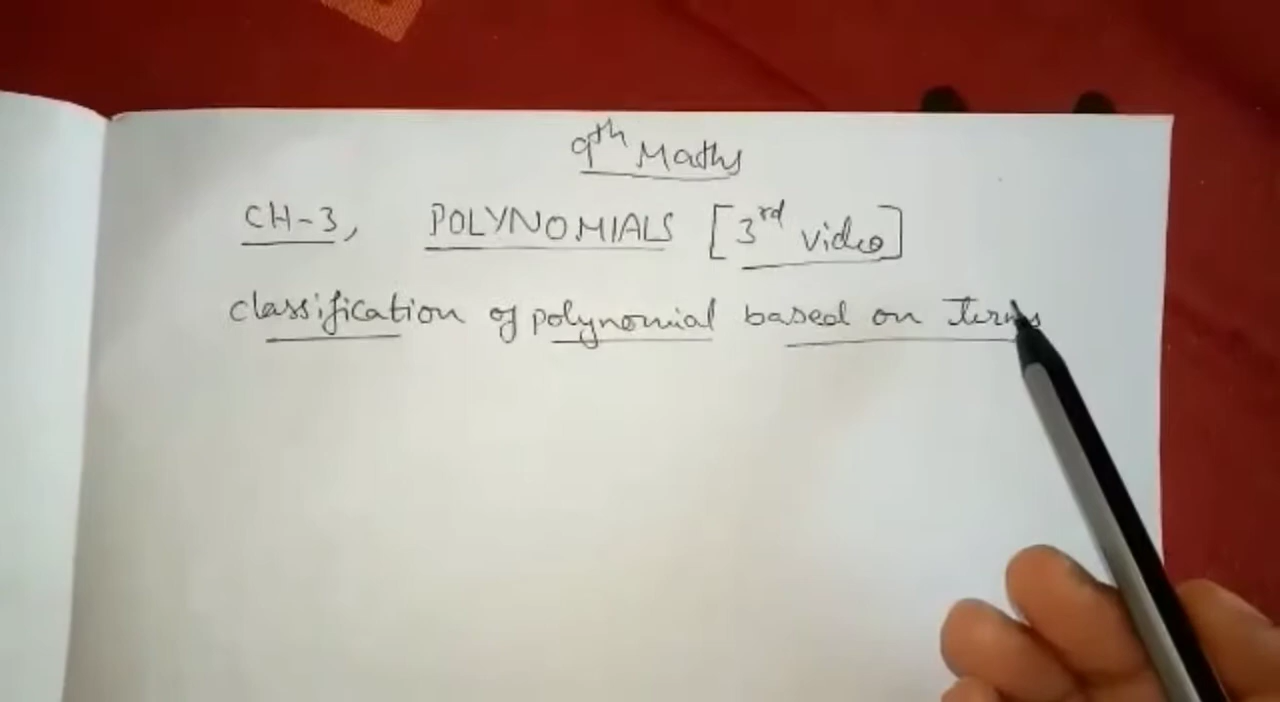 9th Maths
CH-3, POLYNOMIALS [3rd video]
classification of polynomial based on Terms